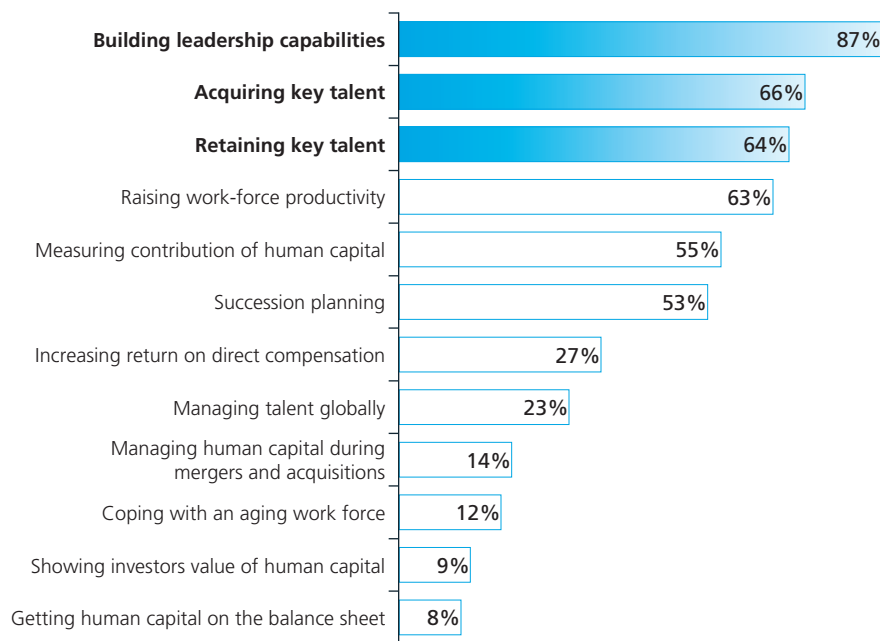 Building leadership capabilities 87%
Acquiring key talent 66%
Retaining key talent 64%
Raising work-force productivity 63%
Measuring contribution of human capital 55%
Succession planning 53%
Increasing return on direct compensation 27%
Managing talent globally 23%
Managing human capital during
mergers and acquisitions 14%
Coping with an aging work force 12%
Showing investors value of human capital 9%
Getting human capital on the balance sheet 8%